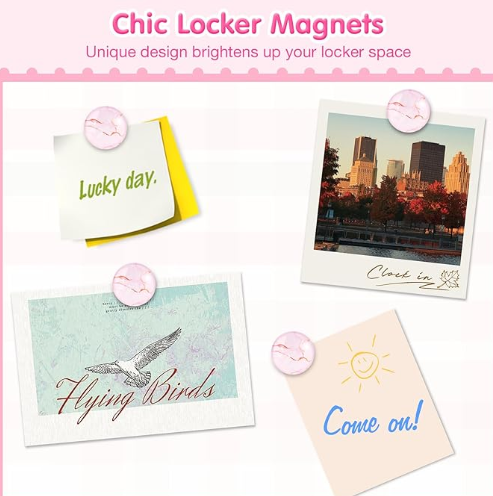 Chic Locker Magnets
Unique design brightens up your locker space
Lucky day.
Clock in
Flying Birds
Come on!